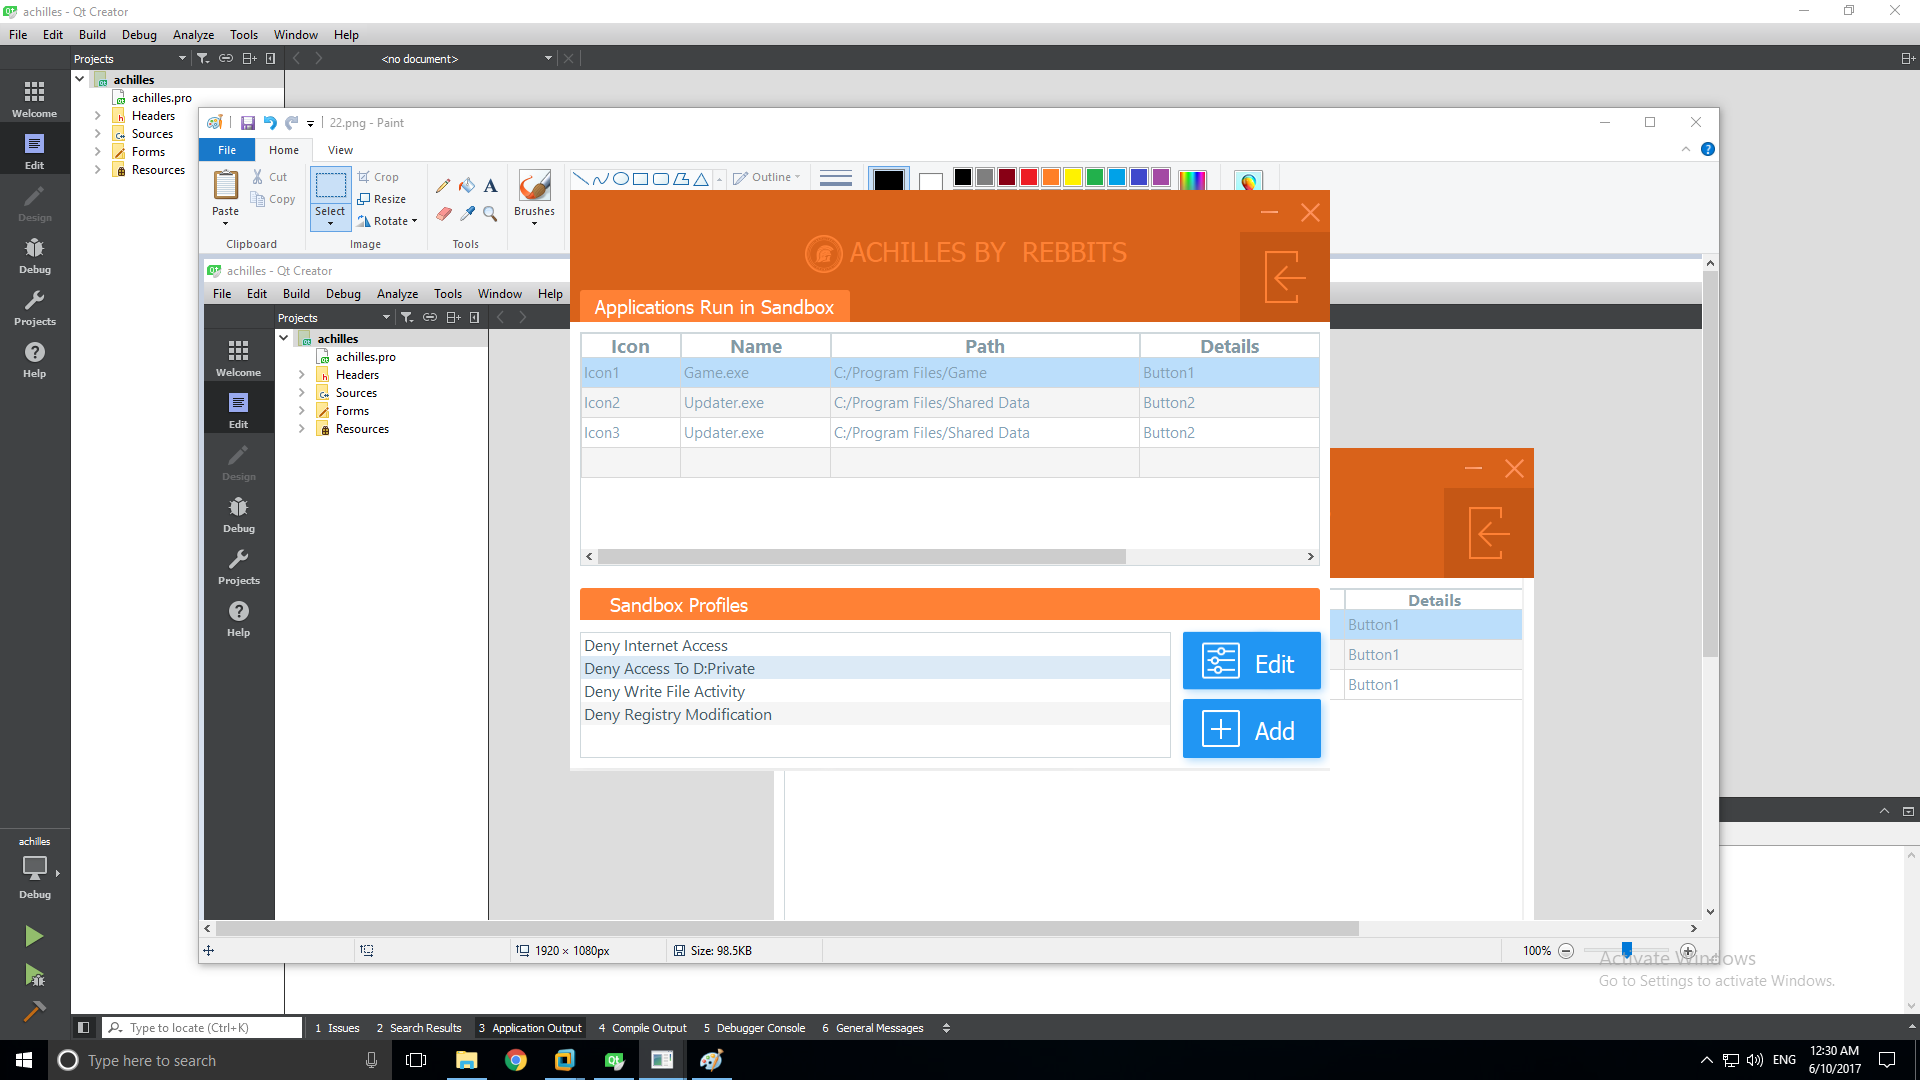 achilles - Qt Creator
File Edit Build Debug Analyze Tools Window Help
Projects <no document>
achilles
achilles.pro
Headers
Sources
Forms
Resources
Welcome
Edit
Design
Debug
Projects
Help
22.png - Paint
File Home View
Paste
Cut
Copy
Clipboard
Select
Crop
Resize
Rotate
Image
A
Tools
Brushes
Outline
achilles - Qt Creator
File Edit Build Debug Analyze Tools Window Help
Projects
achilles
achilles.pro
Headers
Sources
Forms
Resources
Welcome
Edit
Design
Debug
Projects
Help
ACHILLES BY REBBITS
Applications Run in Sandbox
Icon Name Path Details
Icon1 Game.exe C:/Program Files/Game Button1
Icon2 Updater.exe C:/Program Files/Shared Data Button2
Icon3 Updater.exe C:/Program Files/Shared Data Button2
Sandbox Profiles
Deny Internet Access
Deny Access To D:Private
Deny Write File Activity
Deny Registry Modification
Edit
Add
Details
Button1
Button1
Button1
1920 × 1080px Size: 98.5KB 100%
Activate Windows
Go to Settings to activate Windows.
achilles
Debug
Type to locate (Ctrl+K) 1 Issues 2 Search Results 3 Application Output 4 Compile Output 5 Debugger Console 6 General Messages
Type here to search
ENG
12:30 AM
6/10/2017